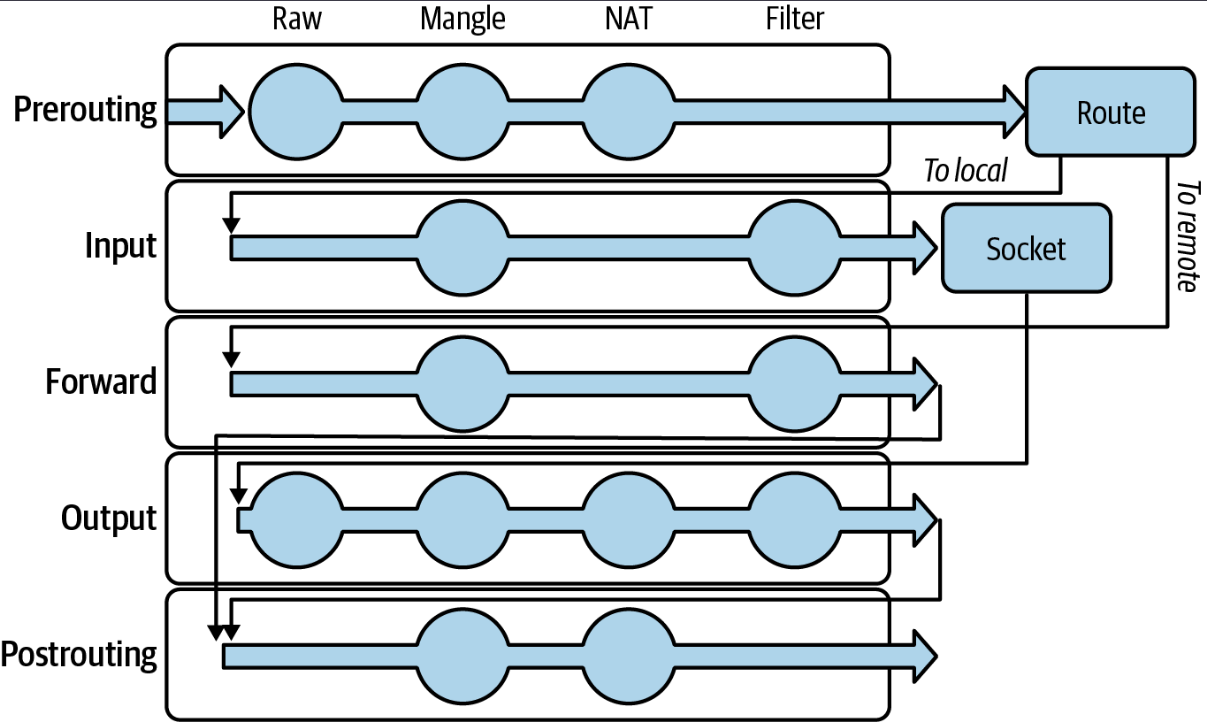 Raw Mangle NAT Filter
Prerouting
Route
To local
To remote
Input
Socket
Forward
Output
Postrouting